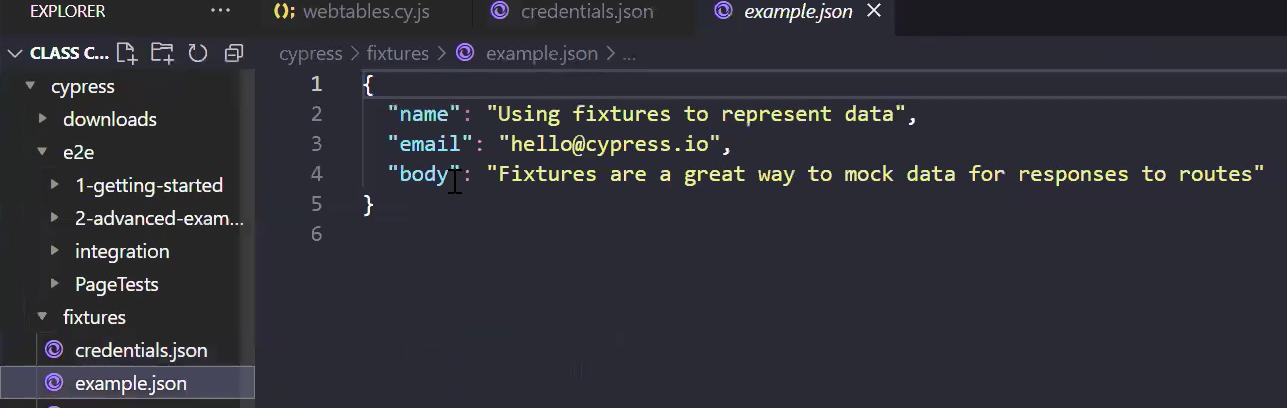 EXPLORER ...
webtables.cy.js credentials.json example.json
CLASS C...
cypress > fixtures > example.json > ...
cypress
downloads
e2e
1-getting-started
2-advanced-exam...
integration
PageTests
fixtures
credentials.json
example.json
1 {
2 "name": "Using fixtures to represent data",
3 "email": "hello@cypress.io",
4 "body": "Fixtures are a great way to mock data for responses to routes"
5 }
6